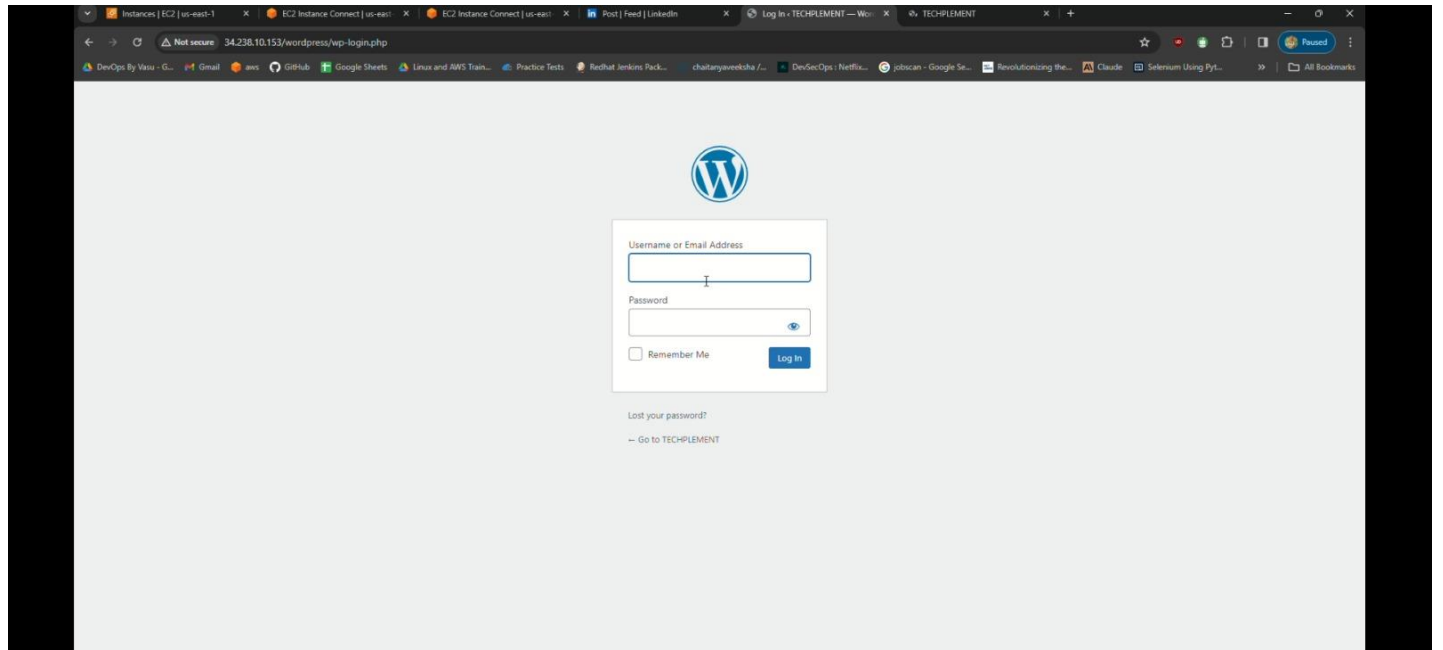 Instances | EC2 | us-east-1 EC2 Instance Connect | us-east- EC2 Instance Connect | us-east- Post | Feed | LinkedIn Log In ‹ TECHPLEMENT — Wor TECHPLEMENT
Not secure 34.238.10.153/wordpress/wp-login.php Paused
DevOps By Vasu - G... Gmail aws GitHub Google Sheets Linux and AWS Train... Practice Tests Redhat Jenkins Pack... chaitanyaveeksha /... DevSecOps : Netflix... jobscan - Google Se... Revolutionizing the... Claude Selenium Using Pyt... » All Bookmarks
Username or Email Address
Password
Remember Me Log In
Lost your password?
← Go to TECHPLEMENT